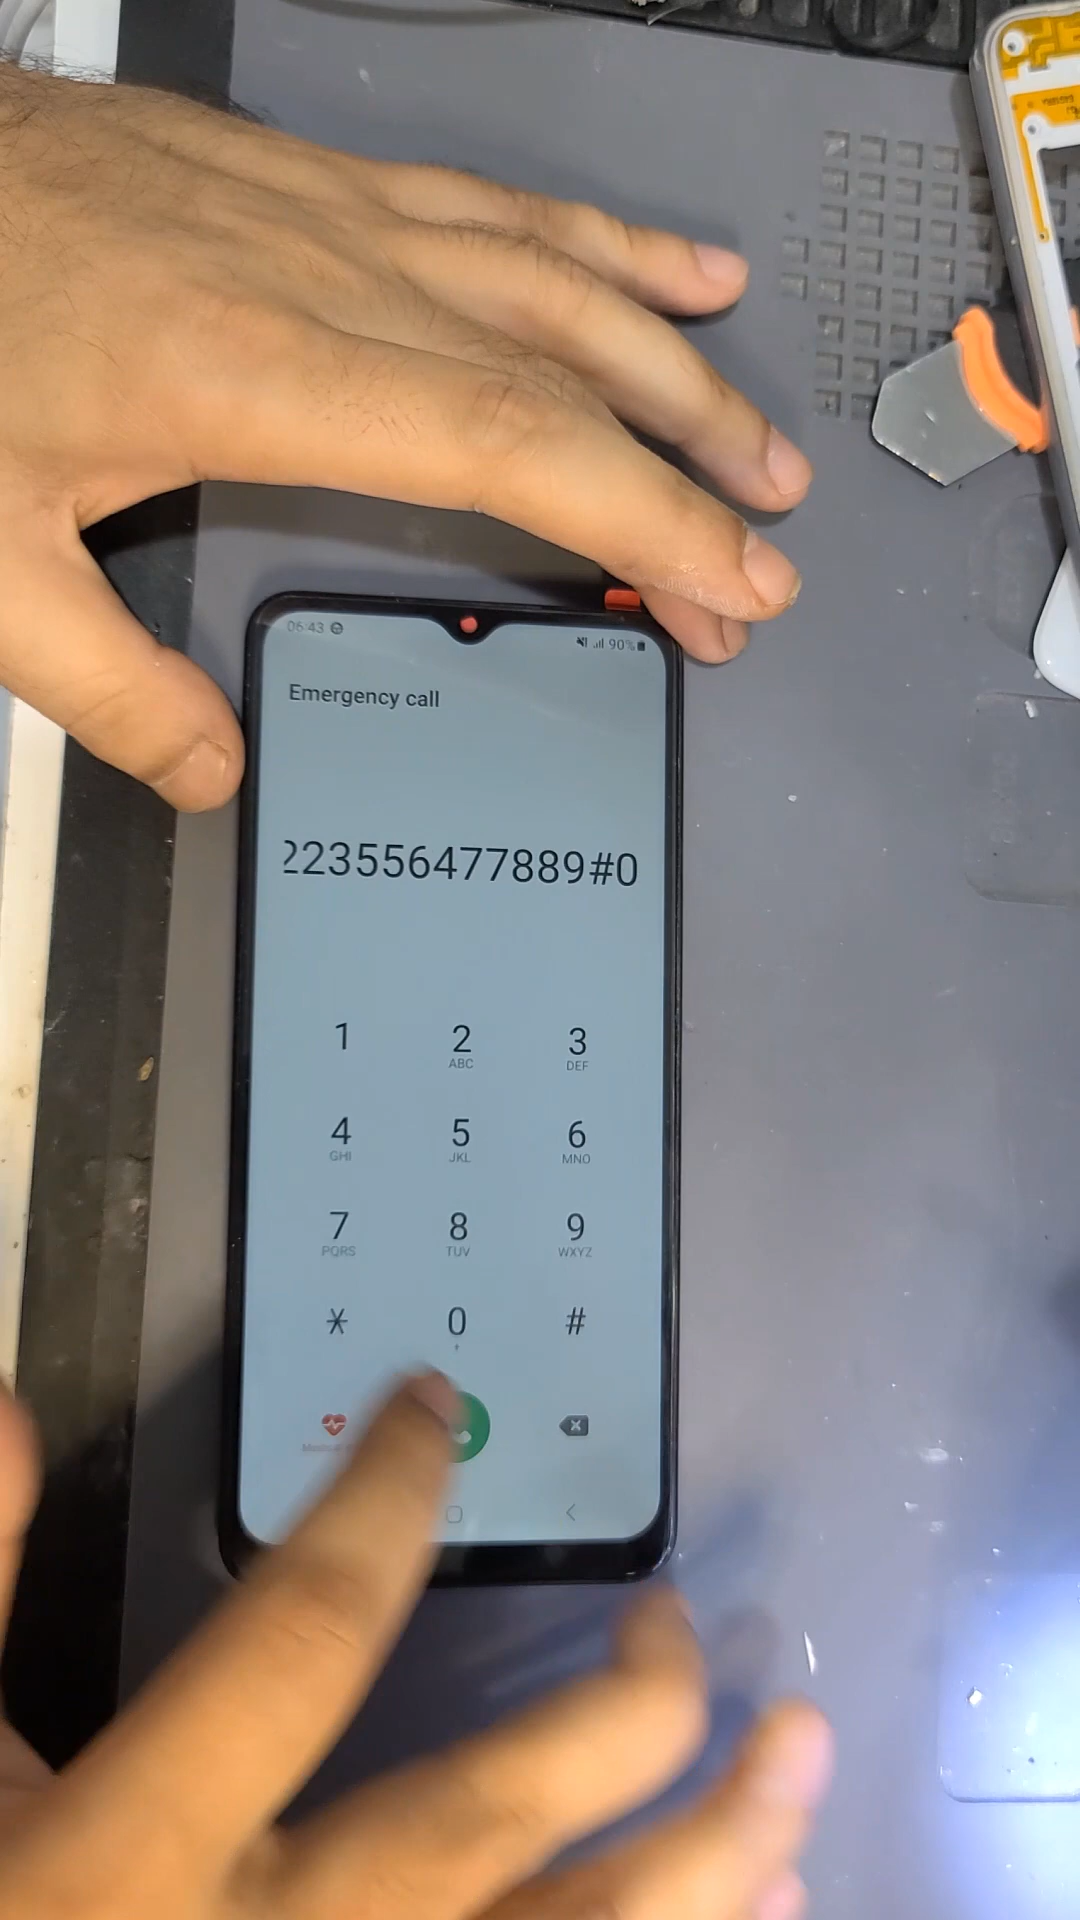 06:43
90%
Emergency call
223556477889#0
1
2
ABC
3
DEF
4
GHI
5
JKL
6
MNO
7
PQRS
8
TUV
9
WXYZ
*
0
+
#